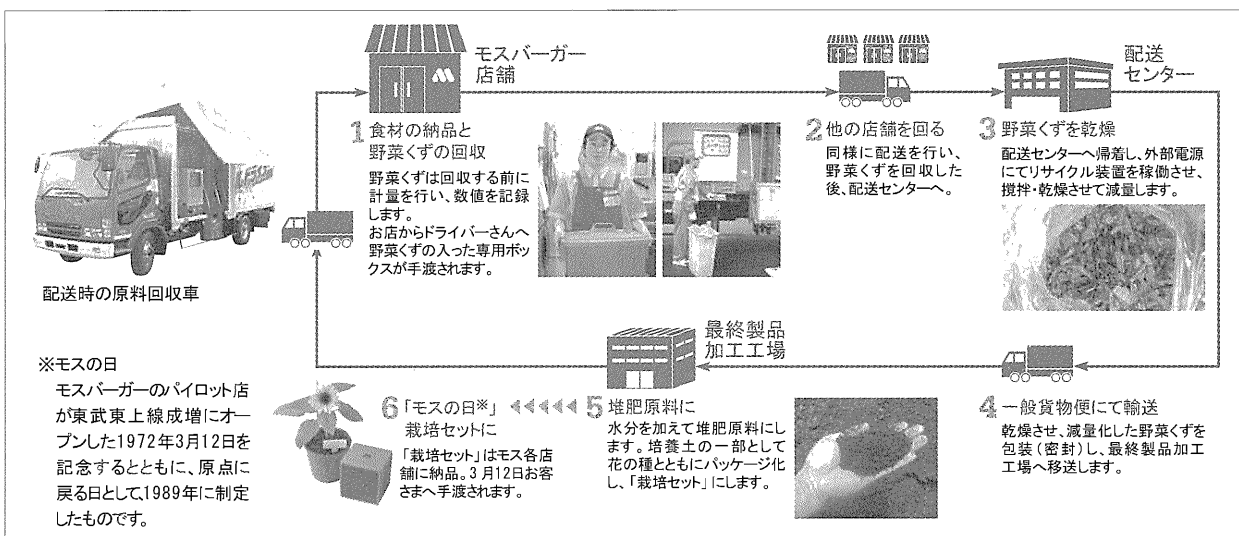 モスバーガー
店舗
1 食材の納品と
野菜くずの回収
野菜くずは回収する前に
計量を行い、数値を記録
します。
お店からドライバーさんへ
野菜くずの入った専用ボッ
クスが手渡されます。
2 他の店舗を回る
同様に配送を行い、
野菜くずを回収した
後、配送センターへ。
配送
センター
3 野菜くずを乾燥
配送センターへ帰着し、外部電源
にてリサイクル装置を稼働させ、
撹拌・乾燥させて減量します。
4 一般貨物便にて輸送
乾燥させ、減量化した野菜くずを
包装(密封)し、最終製品加工
工場へ移送します。
最終製品
加工工場
5 堆肥原料に
水分を加えて堆肥原料にし
ます。培養土の一部として
花の種とともにパッケージ化
し、「栽培セット」にします。
6 「モスの日※」
栽培セットに
「栽培セット」はモス各店
舗に納品。3月12日お客
さまへ手渡されます。
配送時の原料回収車
※モスの日
モスバーガーのパイロット店
が東武東上線成増にオー
プンした1972年3月12日を
記念するとともに、原点に
戻る日として、1989年に制定
したものです。